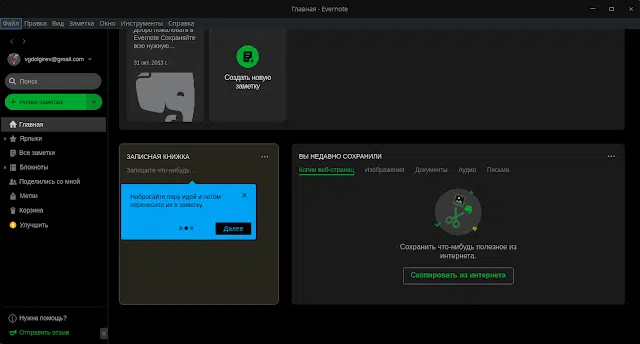 Главная - Evernote
Файл Правка Вид Заметка Окно Инструменты Справка
vgdolgirev@gmail.com
Поиск
Новая заметка
Главная
Ярлыки
Все заметки
Блокноты
Поделились со мной
Метки
Корзина
Улучшить
Нужна помощь?
Отправить отзыв
Добро пожаловать в
Evernote Сохраняйте
всю нужную...
31 окт. 2013 г.
Создать новую
заметку
ЗАПИСНАЯ КНИЖКА
Запишите что-нибудь...
Набросайте пару идей и потом
перенесите их в заметку.
Далее
ВЫ НЕДАВНО СОХРАНИЛИ
Копии веб-страниц Изображения Документы Аудио Письма
Сохранить что-нибудь полезное из
интернета.
Скопировать из интернета